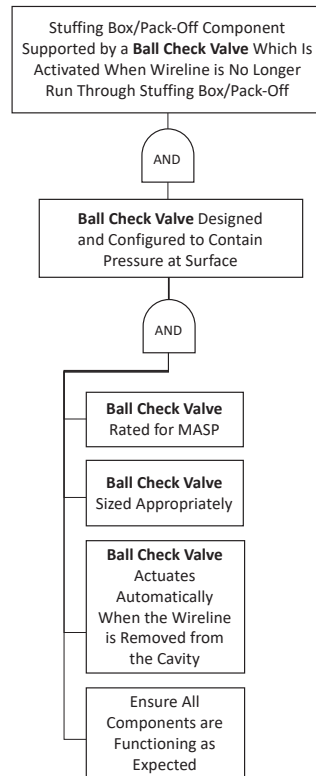 Stuffing Box/Pack-Off Component
Supported by a Ball Check Valve Which Is
Activated When Wireline is No Longer
Run Through Stuffing Box/Pack-Off
AND
Ball Check Valve Designed
and Configured to Contain
Pressure at Surface
AND
Ball Check Valve
Rated for MASP
Ball Check Valve
Sized Appropriately
Ball Check Valve
Actuates
Automatically
When the Wireline
is Removed from
the Cavity
Ensure All
Components are
Functioning as
Expected